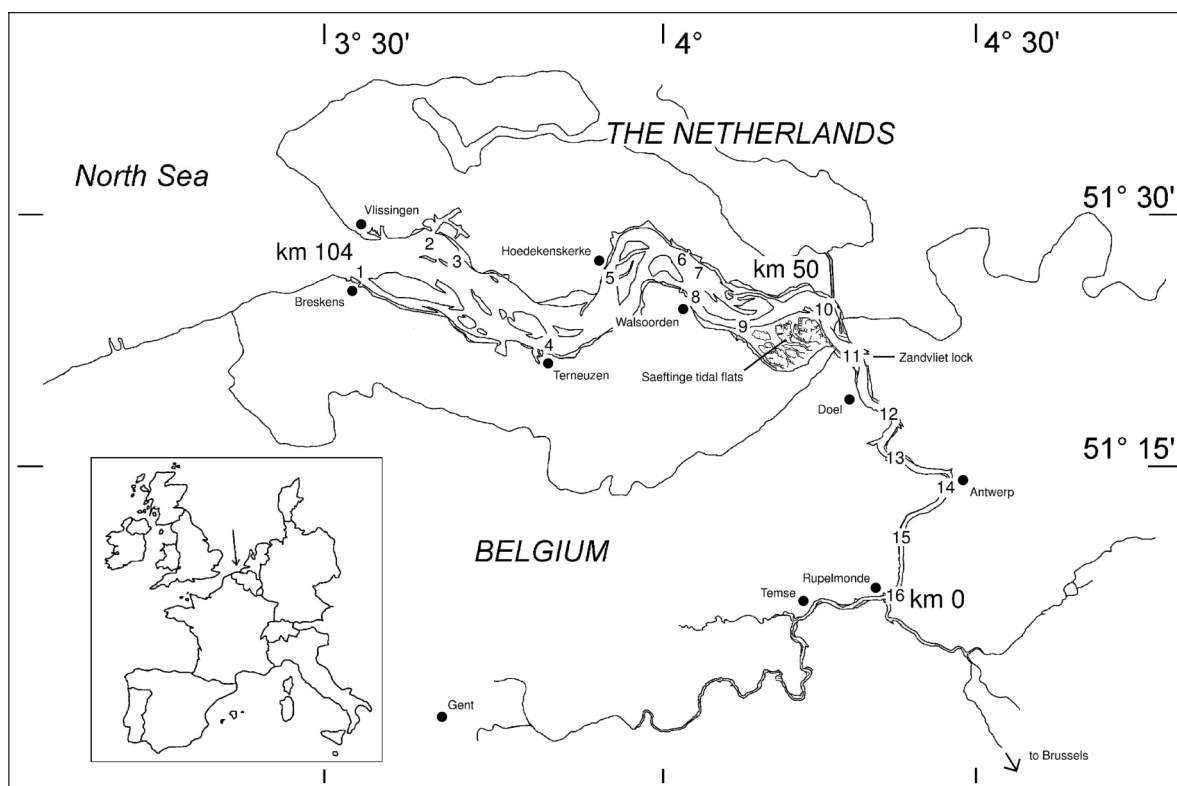 3° 30'
4°
4° 30'
THE NETHERLANDS
North Sea
51° 30'
Vlissingen
2
3
Hoedekenskerke
km 104
6
km 50
1
5
7
Breskens
8
Walsoorden
9
10
4
Saeftinge tidal flats
11
Zandvliet lock
Terneuzen
Doel
12
51° 15'
13
14
Antwerp
15
BELGIUM
Rupelmonde
Temse
16
km 0
Gent
to Brussels